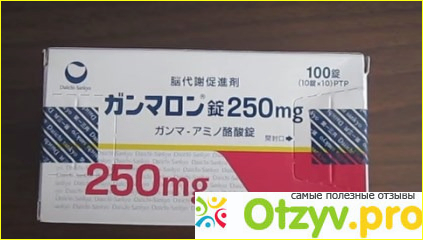 脳代謝促進剤
100錠
(10錠×10)PTP
ガンマロン®錠250mg
ガンマ・アミノ酪酸錠
開封口
Daiichi-Sankyo
250mg
самые полезные отзывы
Otzyv.pro